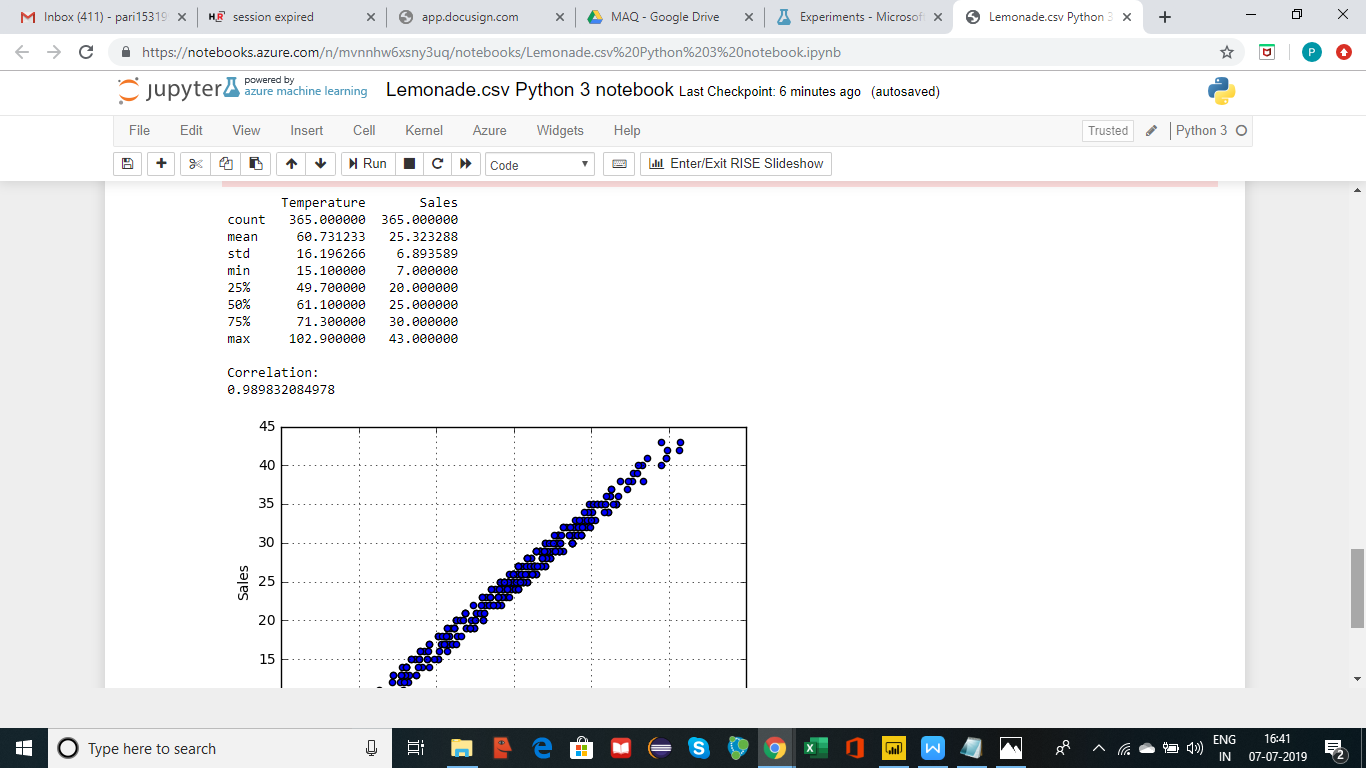 Inbox (411) - pari15319
session expired
app.docusign.com
MAQ - Google Drive
Experiments - Microsof
Lemonade.csv Python 3
https://notebooks.azure.com/n/mvnnhw6xsny3uq/notebooks/Lemonade.csv%20Python%203%20notebook.ipynb
P
jupyter
powered by
azure machine learning
Lemonade.csv Python 3 notebook Last Checkpoint: 6 minutes ago (autosaved)
File Edit View Insert Cell Kernel Azure Widgets Help
Trusted
Python 3
Run
Code
Enter/Exit RISE Slideshow
Temperature Sales
count 365.000000 365.000000
mean 60.731233 25.323288
std 16.196266 6.893589
min 15.100000 7.000000
25% 49.700000 20.000000
50% 61.100000 25.000000
75% 71.300000 30.000000
max 102.900000 43.000000
Correlation:
0.989832084978
45
40
35
30
25
20
15
Sales
Type here to search
ENG
IN
16:41
07-07-2019
2